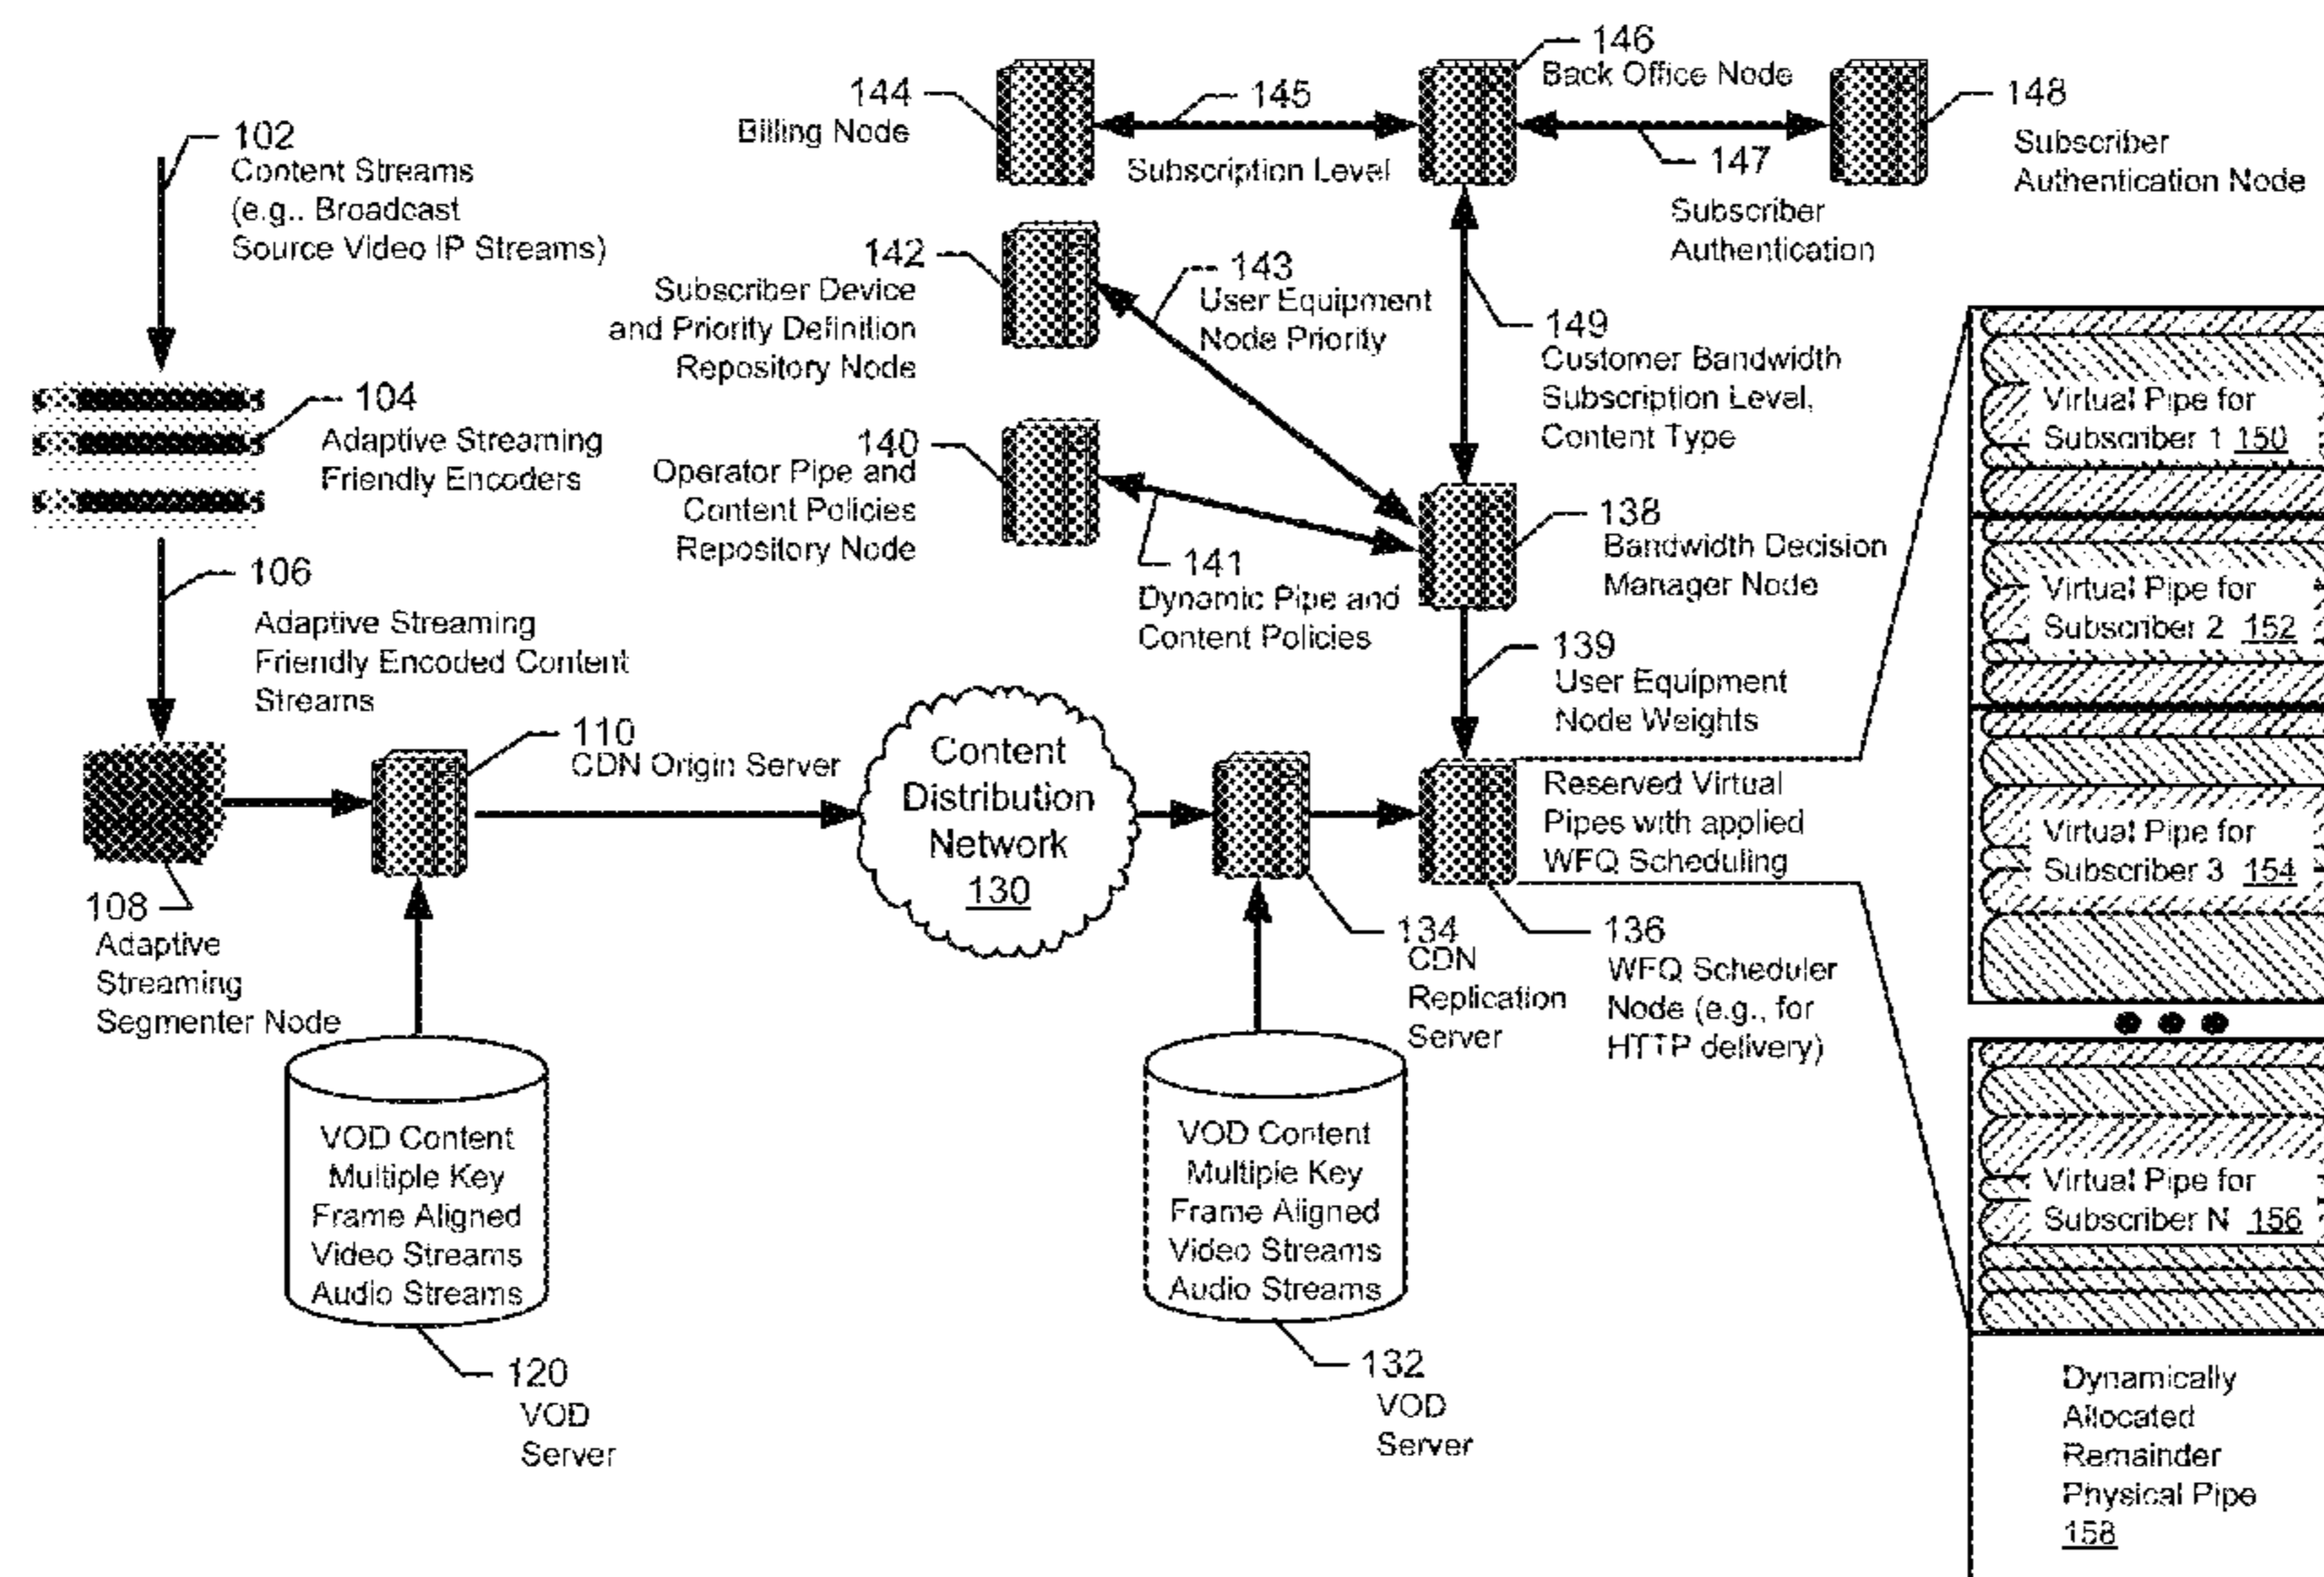 102
Content Streams
(e.g., Broadcast
Source Video IP Streams)
104
Adaptive Streaming
Friendly Encoders
106
Adaptive Streaming
Friendly Encoded Content
Streams
108
Adaptive
Streaming
Segmenter Node
110
CDN Origin Server
VOD Content
Multiple Key
Frame Aligned
Video Streams
Audio Streams
120
VOD
Server
Content
Distribution
Network
130
VOD Content
Multiple Key
Frame Aligned
Video Streams
Audio Streams
132
VOD
Server
134
CDN
Replication
Server
136
WFQ Scheduler
Node (e.g., for
HTTP delivery)
Reserved Virtual
Pipes with applied
WFQ Scheduling
138
Bandwidth Decision
Manager Node
139
User Equipment
Node Weights
140
Operator Pipe and
Content Policies
Repository Node
141
Dynamic Pipe and
Content Policies
142
Subscriber Device
and Priority Definition
Repository Node
143
User Equipment
Node Priority
144
Billing Node
145
Subscription Level
146
Back Office Node
147
Subscriber
Authentication
148
Subscriber
Authentication Node
149
Customer Bandwidth
Subscription Level,
Content Type
Virtual Pipe for
Subscriber 1 150
Virtual Pipe for
Subscriber 2 152
Virtual Pipe for
Subscriber 3 154
Virtual Pipe for
Subscriber N 156
Dynamically
Allocated
Remainder
Physical Pipe
158